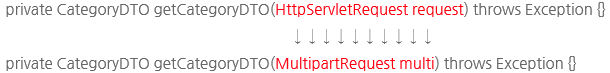 private CategoryDTO getCategoryDTO(HttpServletRequest request) throws Exception {}
↓ ↓ ↓ ↓ ↓ ↓ ↓ ↓ ↓ ↓
private CategoryDTO getCategoryDTO(MultipartRequest multi) throws Exception {}